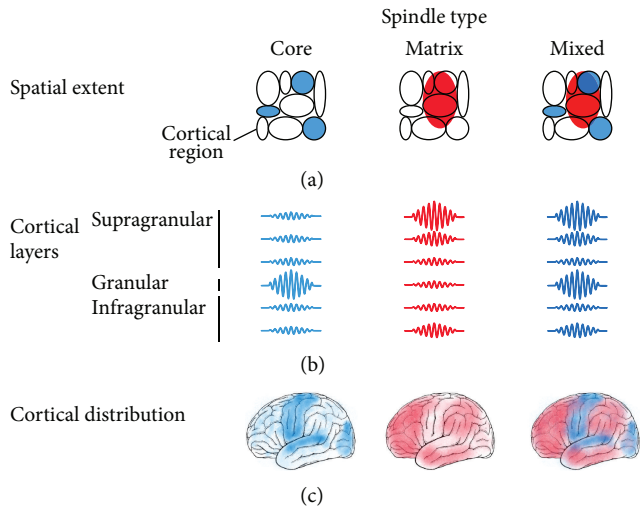 Spindle type
Core Matrix Mixed
Spatial extent
Cortical
region
(a)
Cortical
layers
Supragranular
Granular
Infragranular
(b)
Cortical distribution
(c)